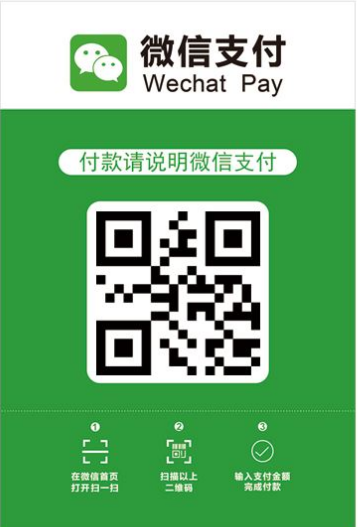 微信支付
Wechat Pay
付款请说明微信支付
1
2
3
在微信首页
打开扫一扫
扫描以上
二维码
输入支付金额
完成付款